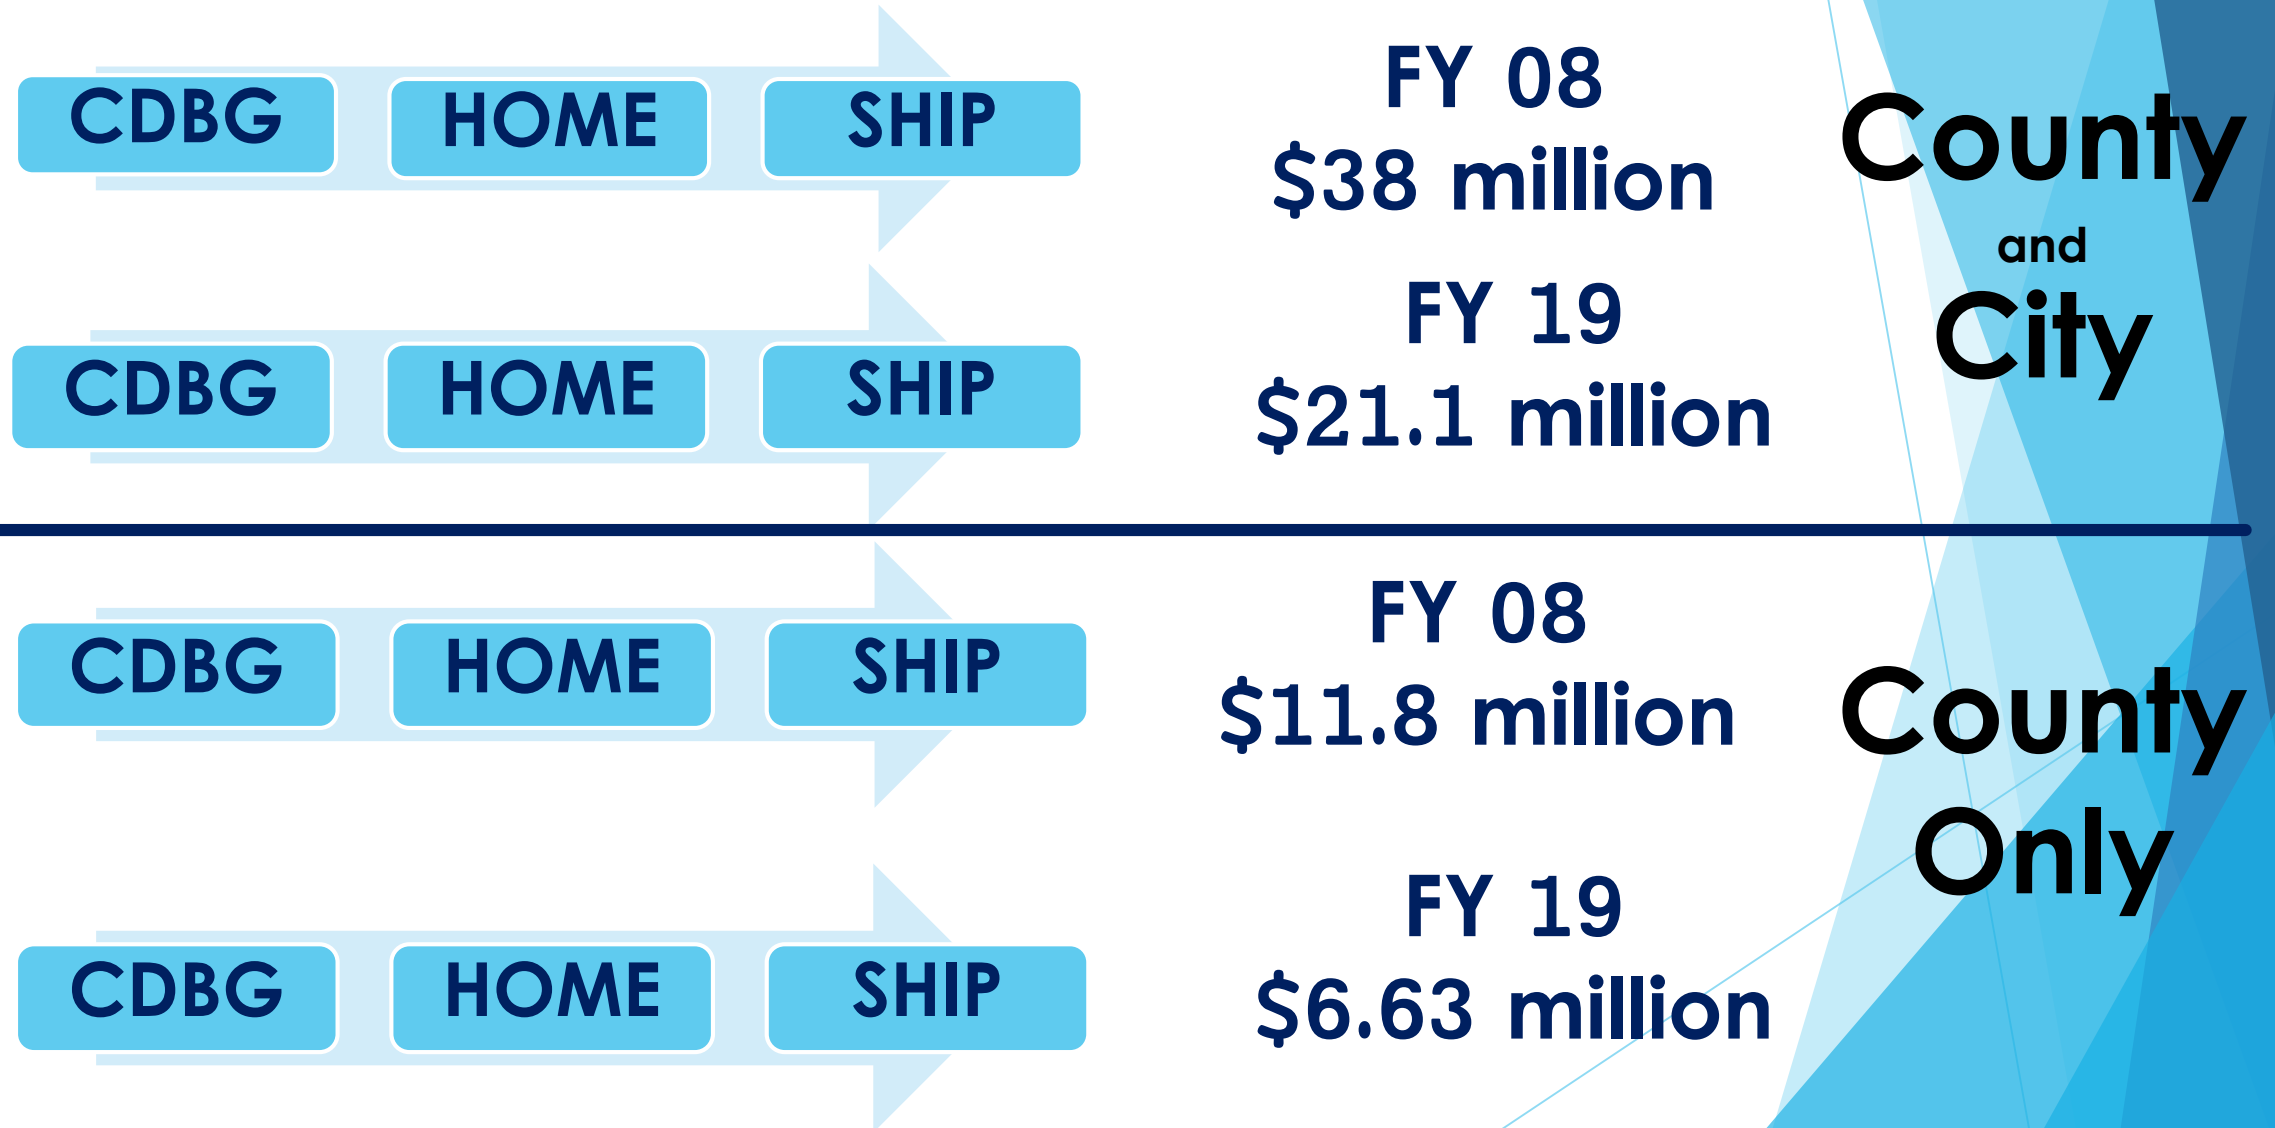 CDBG HOME SHIP
FY 08
$38 million
CDBG HOME SHIP
FY 19
$21.1 million
County
and
City
CDBG HOME SHIP
FY 08
$11.8 million
CDBG HOME SHIP
FY 19
$6.63 million
County
Only